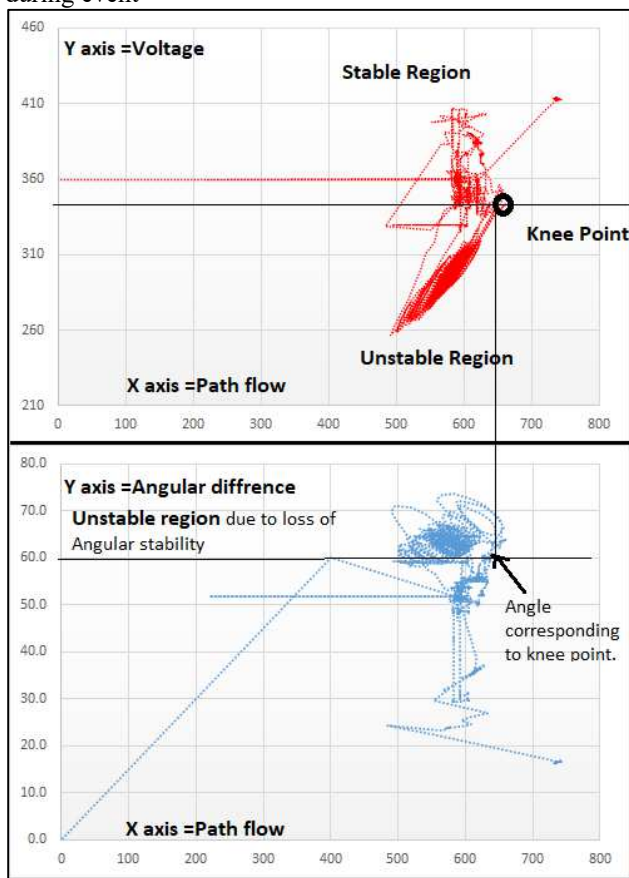 during event
460
Y axis =Voltage
Stable Region
410
360
Knee Point
310
260
Unstable Region
X axis =Path flow
210
0 100 200 300 400 500 600 700 800
80.0
Y axis =Angular diffrence
70.0
Unstable region due to loss of
Angular stability
60.0
50.0
Angle
corresponding
to knee point.
40.0
30.0
20.0
10.0
X axis =Path flow
0.0
0 100 200 300 400 500 600 700 800